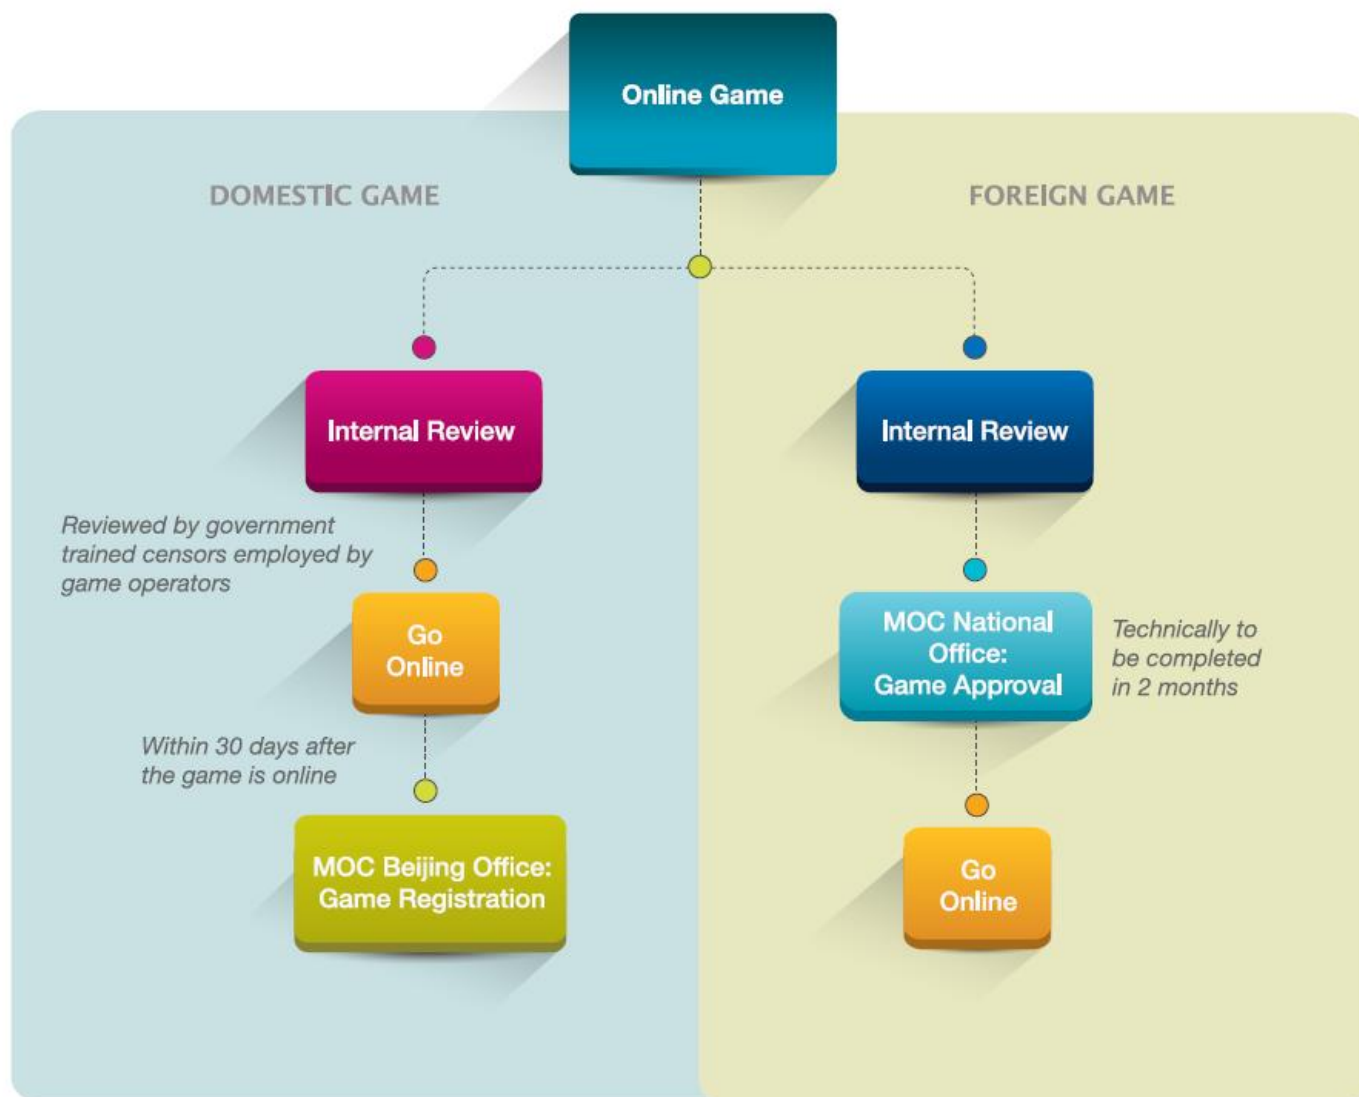 Online Game
DOMESTIC GAME
FOREIGN GAME
Internal Review
Internal Review
Reviewed by government
trained censors employed by
game operators
Go
Online
MOC National
Office:
Game Approval
Technically to
be completed
in 2 months
Within 30 days after
the game is online
MOC Beijing Office:
Game Registration
Go
Online